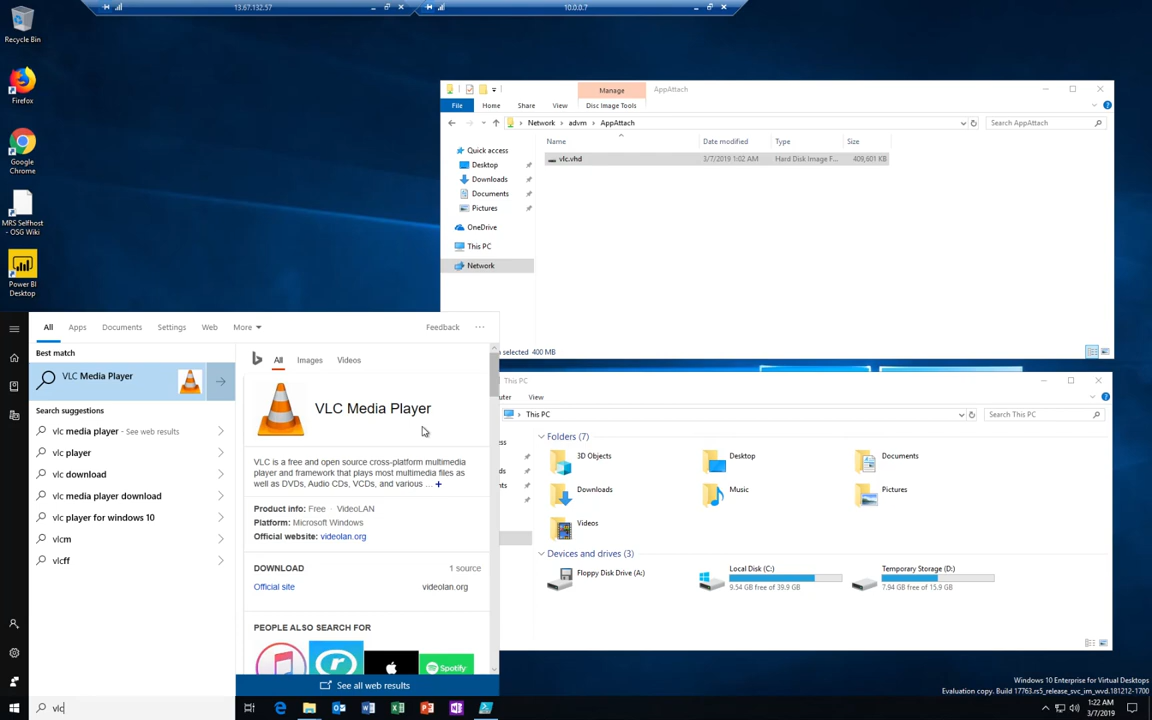 13.67.132.57
10.0.0.7
Recycle Bin
Firefox
Google
Chrome
MRS Selfhost
- OSG Wiki
Power BI
Desktop
Manage
AppAttach
File
Home
Share
View
Disc Image Tools
Network
advm
AppAttach
Search AppAttach
Name
Date modified
Type
Size
vlc.vhd
3/7/2019 1:02 AM
Hard Disk Image F...
409,601 KB
Quick access
Desktop
Downloads
Documents
Pictures
OneDrive
This PC
Network
selected 400 MB
All
Apps
Documents
Settings
Web
More
Feedback
Best match
VLC Media Player
Search suggestions
vlc media player - See web results
vlc player
vlc download
vlc media player download
vlc player for windows 10
vlcm
vlcff
All
Images
Videos
VLC Media Player
VLC is a free and open source cross-platform multimedia
player and framework that plays most multimedia files as
well as DVDs, Audio CDs, VCDs, and various ... +
Product info: Free · VideoLAN
Platform: Microsoft Windows
Official website: videolan.org
DOWNLOAD
1 source
Official site
videolan.org
PEOPLE ALSO SEARCH FOR
Spotify
See all web results
This PC
uter
View
This PC
Search This PC
Folders (7)
3D Objects
Desktop
Documents
Downloads
Music
Pictures
Videos
Devices and drives (3)
Floppy Disk Drive (A:)
Local Disk (C:)
9.54 GB free of 39.9 GB
Temporary Storage (D:)
7.94 GB free of 15.9 GB
Windows 10 Enterprise for Virtual Desktops
Evaluation copy. Build 17763.rs5_release_svc_im_wvd.181212-1700
vlc
1:22 AM
3/7/2019